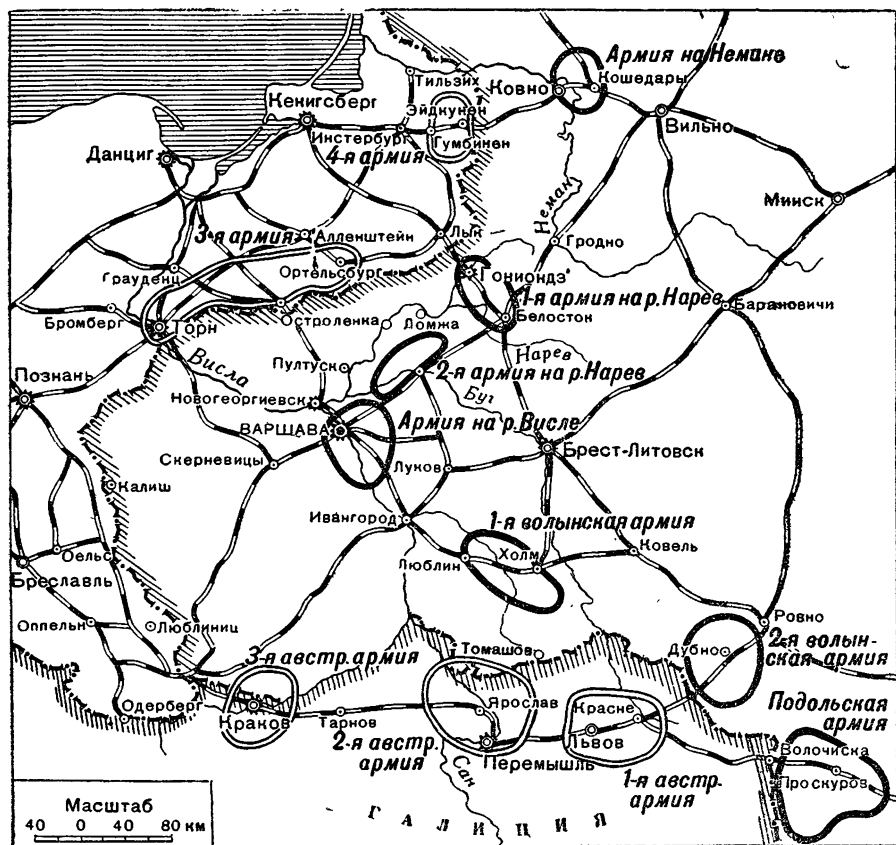 Армия на Немане
Тильзих
Ковно
Кошедары
Кенигсберг
Эйдкунен
Инстербург
Гумбинен
Вильно
Данциг
4-я армия
Неман
Минск
3-я армия
Алленштейн
Лык
Гродно
Грауденц
Ортельсбург
Гониондз
1-я армия на р. Нарев
Бромберг
Торн
Остроленка
Ломжа
Белосток
Барановичи
Висла
Нарев
Пултуск
2-я армия на р. Нарев
Познань
Новогеоргиевск
Буг
ВАРШАВА
Армия на р. Висле
Скерневицы
Луков
Брест-Литовск
Калиш
Ивангород
1-я волынская армия
Оельс
Люблин
Холм
Ковель
Бреславль
Оппельн
Люблиниц
Ровно
3-я австр. армия
Томашов
Дубно
2-я волын-
ская армия
Одерберг
Краков
Тарнов
Ярослав
Красне
Подольская
армия
2-я австр.
армия
Перемышль
Львов
Волочиска
Сан
1-я австр.
армия
Проскуров
Масштаб
40 0 40 80 км
ГАЛИЦИЯ